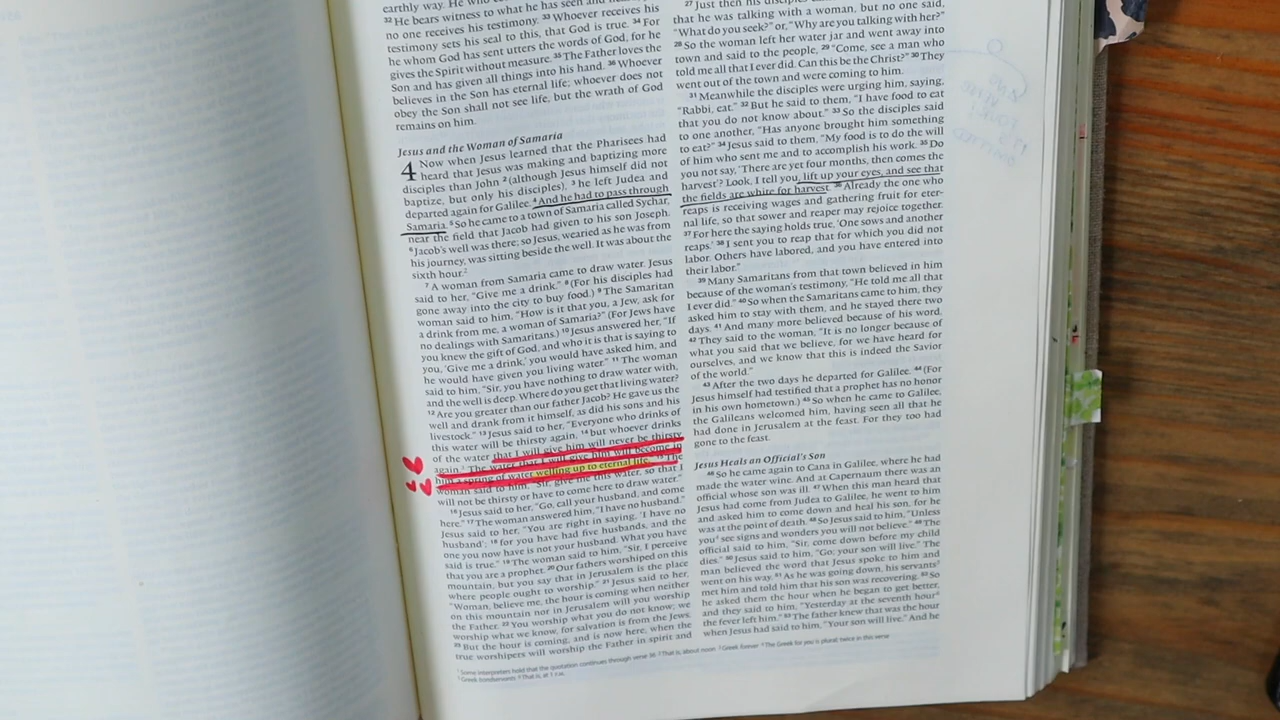 earthly way. He who
³² He bears witness to what he has seen and
no one receives his testimony. ³³ Whoever receives his
testimony sets his seal to this, that God is true. ³⁴ For
he whom God has sent utters the words of God, for he
gives the Spirit without measure. ³⁵ The Father loves the
Son and has given all things into his hand. ³⁶ Whoever
believes in the Son has eternal life; whoever does not
obey the Son shall not see life, but the wrath of God
remains on him.
Jesus and the Woman of Samaria
4 Now when Jesus learned that the Pharisees had
heard that Jesus was making and baptizing more
disciples than John ² (although Jesus himself did not
baptize, but only his disciples), ³ he left Judea and
departed again for Galilee. ⁴ And he had to pass through
Samaria. ⁵ So he came to a town of Samaria called Sychar,
near the field that Jacob had given to his son Joseph.
⁶ Jacob's well was there; so Jesus, wearied as he was from
his journey, was sitting beside the well. It was about the
sixth hour.²
⁷ A woman from Samaria came to draw water. Jesus
said to her, "Give me a drink." ⁸ (For his disciples had
gone away into the city to buy food.) ⁹ The Samaritan
woman said to him, "How is it that you, a Jew, ask for
a drink from me, a woman of Samaria?" (For Jews have
no dealings with Samaritans.) ¹⁰ Jesus answered her, "If
you knew the gift of God, and who it is that is saying to
you, 'Give me a drink,' you would have asked him, and
he would have given you living water." ¹¹ The woman
said to him, "Sir, you have nothing to draw water with,
and the well is deep. Where do you get that living water?
¹² Are you greater than our father Jacob? He gave us the
well and drank from it himself, as did his sons and his
livestock." ¹³ Jesus said to her, "Everyone who drinks of
this water will be thirsty again, ¹⁴ but whoever drinks
of the water that I will give him will never be thirsty
again.³ The water that I will give him will become in
him a spring of water welling up to eternal life." ¹⁵ The
woman said to him, "Sir, give me this water, so that I
will not be thirsty or have to come here to draw water."
¹⁶ Jesus said to her, "Go, call your husband, and come
here." ¹⁷ The woman answered him, "I have no husband."
Jesus said to her, "You are right in saying, 'I have no
husband'; ¹⁸ for you have had five husbands, and the
one you now have is not your husband. What you have
said is true." ¹⁹ The woman said to him, "Sir, I perceive
that you are a prophet. ²⁰ Our fathers worshiped on this
mountain, but you say that in Jerusalem is the place
where people ought to worship." ²¹ Jesus said to her,
"Woman, believe me, the hour is coming when neither
on this mountain nor in Jerusalem will you worship
the Father. ²² You worship what you do not know; we
worship what we know, for salvation is from the Jews.
²³ But the hour is coming, and is now here, when the
true worshipers will worship the Father in spirit and
²⁷ Just then his disciples
that he was talking with a woman, but no one said,
"What do you seek?" or, "Why are you talking with her?"
²⁸ So the woman left her water jar and went away into
town and said to the people, ²⁹ "Come, see a man who
told me all that I ever did. Can this be the Christ?" ³⁰ They
went out of the town and were coming to him.
³¹ Meanwhile the disciples were urging him, saying,
"Rabbi, eat." ³² But he said to them, "I have food to eat
that you do not know about." ³³ So the disciples said
to one another, "Has anyone brought him something
to eat?" ³⁴ Jesus said to them, "My food is to do the will
of him who sent me and to accomplish his work. ³⁵ Do
you not say, 'There are yet four months, then comes the
harvest'? Look, I tell you, lift up your eyes, and see that
the fields are white for harvest. ³⁶ Already the one who
reaps is receiving wages and gathering fruit for eter-
nal life, so that sower and reaper may rejoice together.
³⁷ For here the saying holds true, 'One sows and another
reaps.' ³⁸ I sent you to reap that for which you did not
labor. Others have labored, and you have entered into
their labor."
³⁹ Many Samaritans from that town believed in him
because of the woman's testimony, "He told me all that
I ever did." ⁴⁰ So when the Samaritans came to him, they
asked him to stay with them, and he stayed there two
days. ⁴¹ And many more believed because of his word.
⁴² They said to the woman, "It is no longer because of
what you said that we believe, for we have heard for
ourselves, and we know that this is indeed the Savior
of the world."
⁴³ After the two days he departed for Galilee. ⁴⁴ (For
Jesus himself had testified that a prophet has no honor
in his own hometown.) ⁴⁵ So when he came to Galilee,
the Galileans welcomed him, having seen all that he
had done in Jerusalem at the feast. For they too had
gone to the feast.
Jesus Heals an Official's Son
⁴⁶ So he came again to Cana in Galilee, where he had
made the water wine. And at Capernaum there was an
official whose son was ill. ⁴⁷ When this man heard that
Jesus had come from Judea to Galilee, he went to him
and asked him to come down and heal his son, for he
was at the point of death. ⁴⁸ So Jesus said to him, "Unless
you⁴ see signs and wonders you will not believe." ⁴⁹ The
official said to him, "Sir, come down before my child
dies." ⁵⁰ Jesus said to him, "Go; your son will live." The
man believed the word that Jesus spoke to him and
went on his way. ⁵¹ As he was going down, his servants⁵
met him and told him that his son was recovering. ⁵² So
he asked them the hour when he began to get better,
and they said to him, "Yesterday at the seventh hour⁶
the fever left him." ⁵³ The father knew that was the hour
when Jesus had said to him, "Your son will live." And he
¹ Some interpreters hold that the quotation continues through verse 36 ² That is, about noon ³ Greek forever ⁴ The Greek for you is plural; twice in this verse
⁵ Greek bondservants ⁶ That is, at 1 P.M.